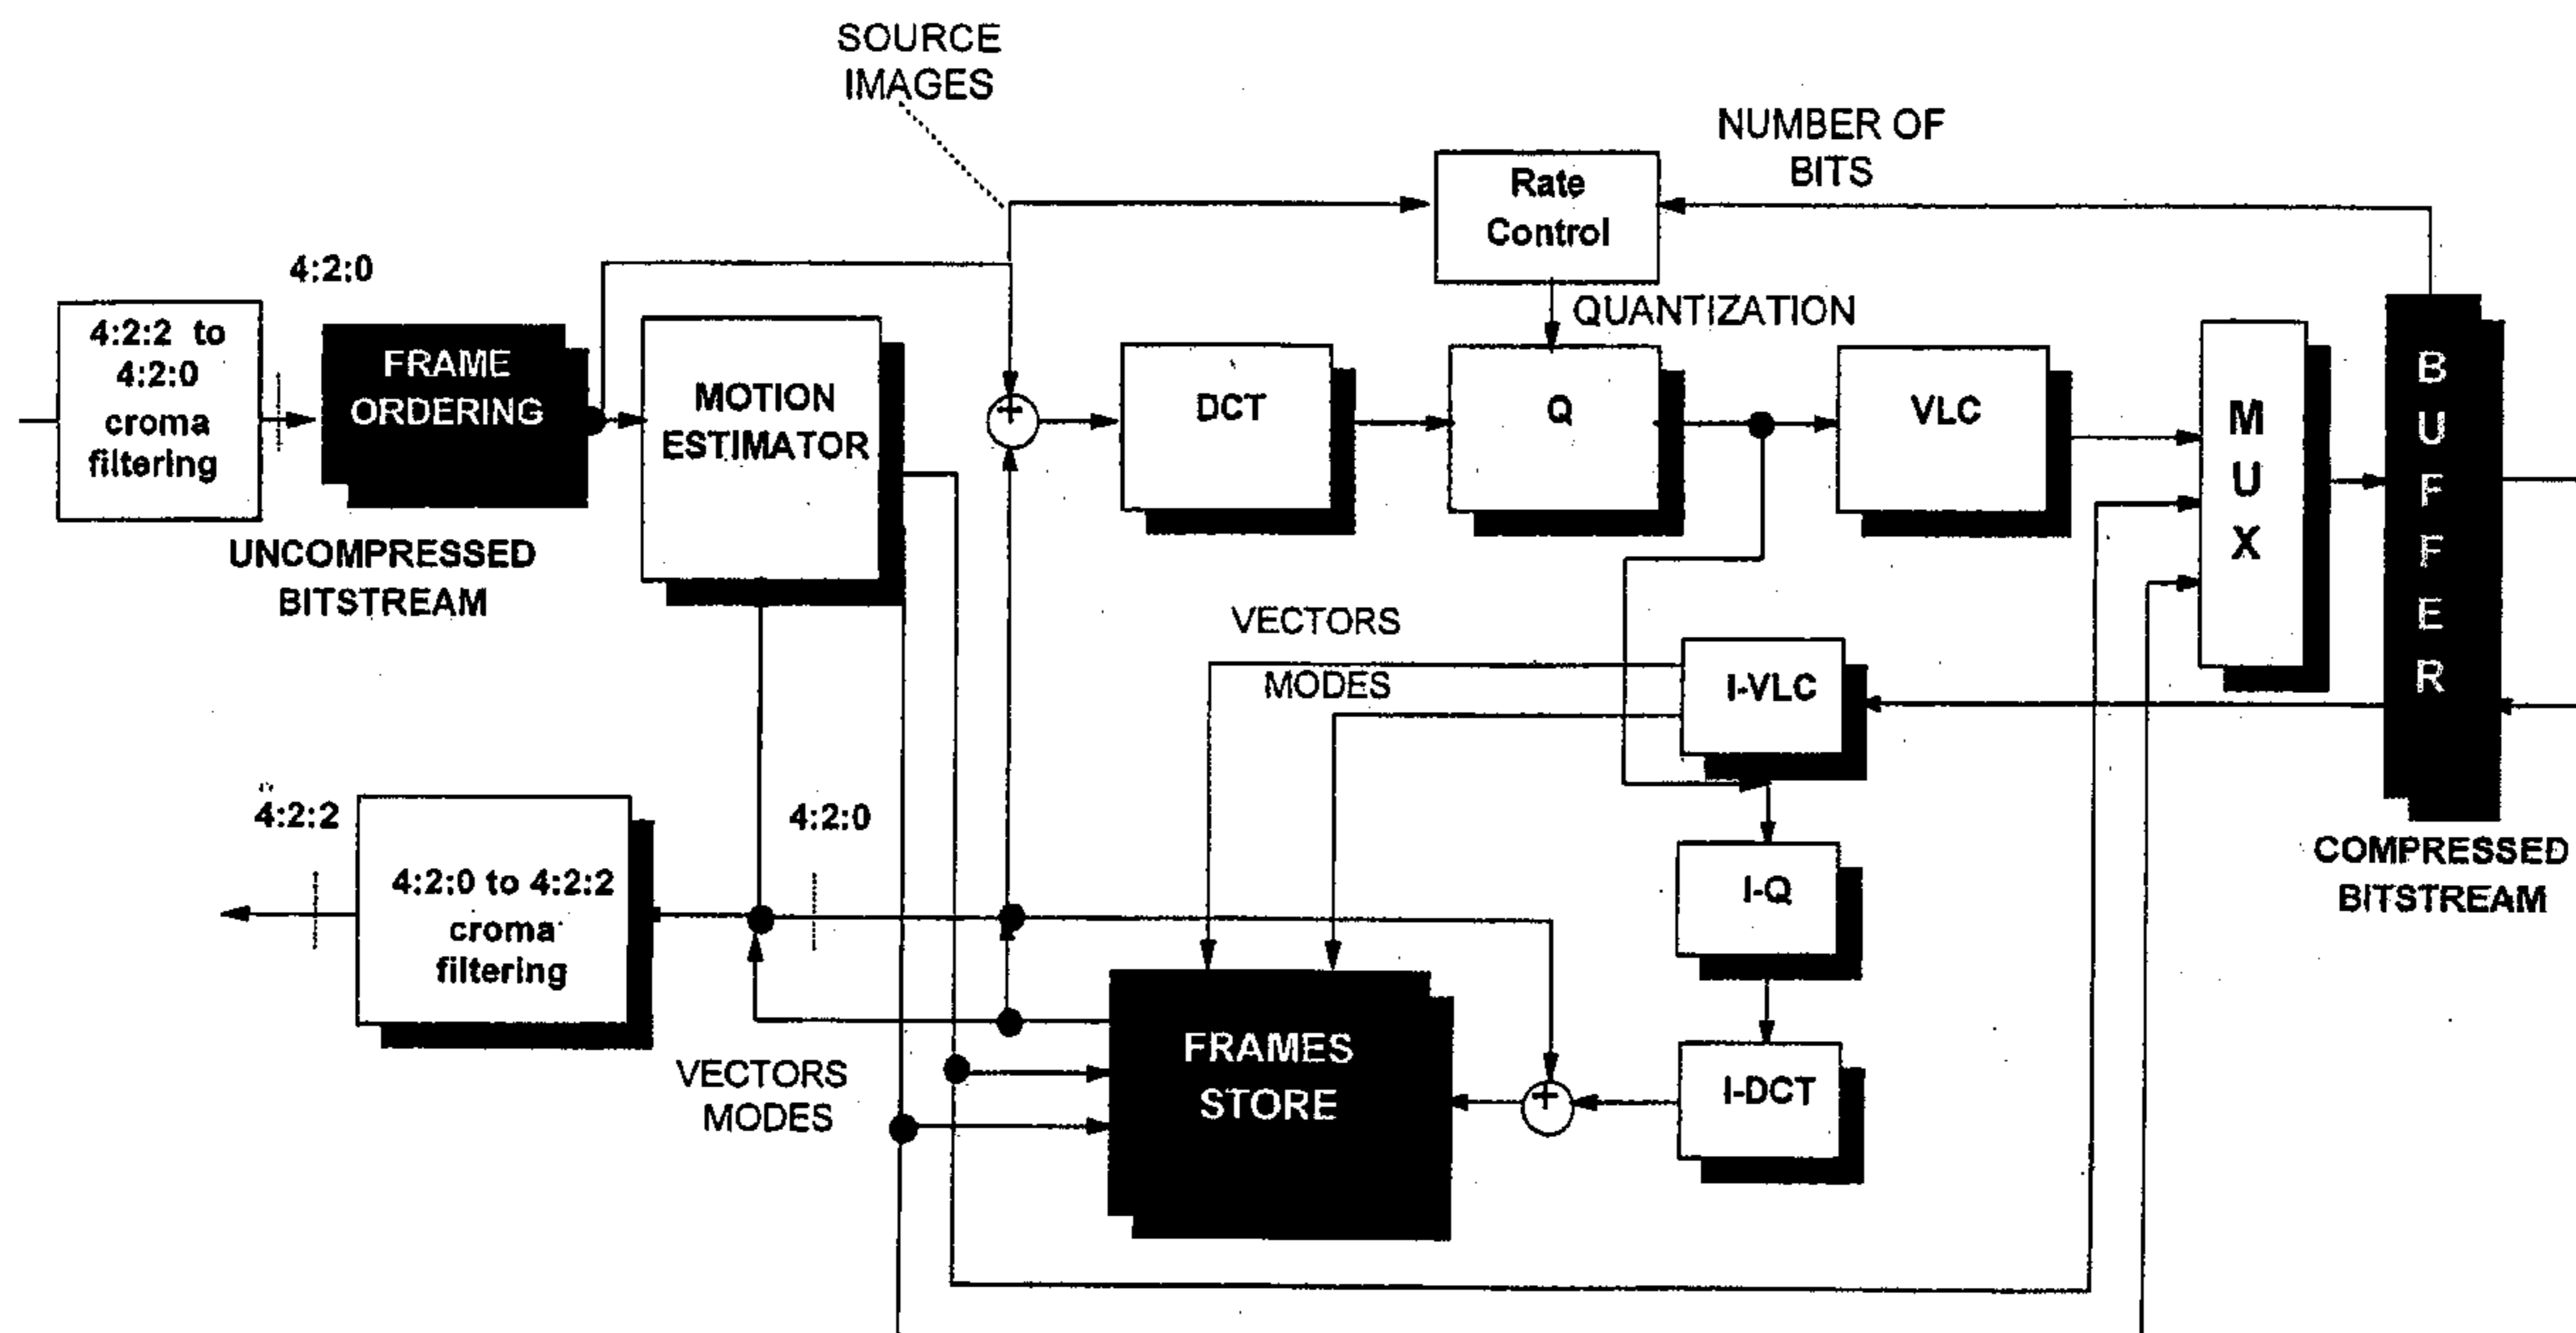 SOURCE
IMAGES
NUMBER OF
BITS
Rate
Control
4:2:0
QUANTIZATION
4:2:2 to
4:2:0
croma
filtering
FRAME
ORDERING
MOTION
ESTIMATOR
+
DCT
Q
VLC
M
U
X
B
U
F
F
E
R
UNCOMPRESSED
BITSTREAM
VECTORS
MODES
I-VLC
4:2:2
4:2:0
4:2:0 to 4:2:2
croma
filtering
I-Q
COMPRESSED
BITSTREAM
FRAMES
STORE
+
I-DCT
VECTORS
MODES